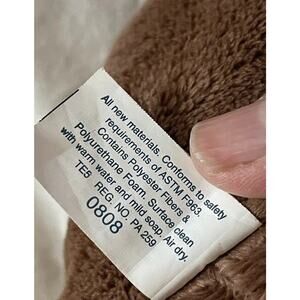 All new materials. Conforms to safety
requirements of ASTM F963.
Contains Polyester Fibers &
Polyurethane Foam. Surface clean
with warm water and mild soap. Air dry.
TE5 REG. NO. PA 259
0808